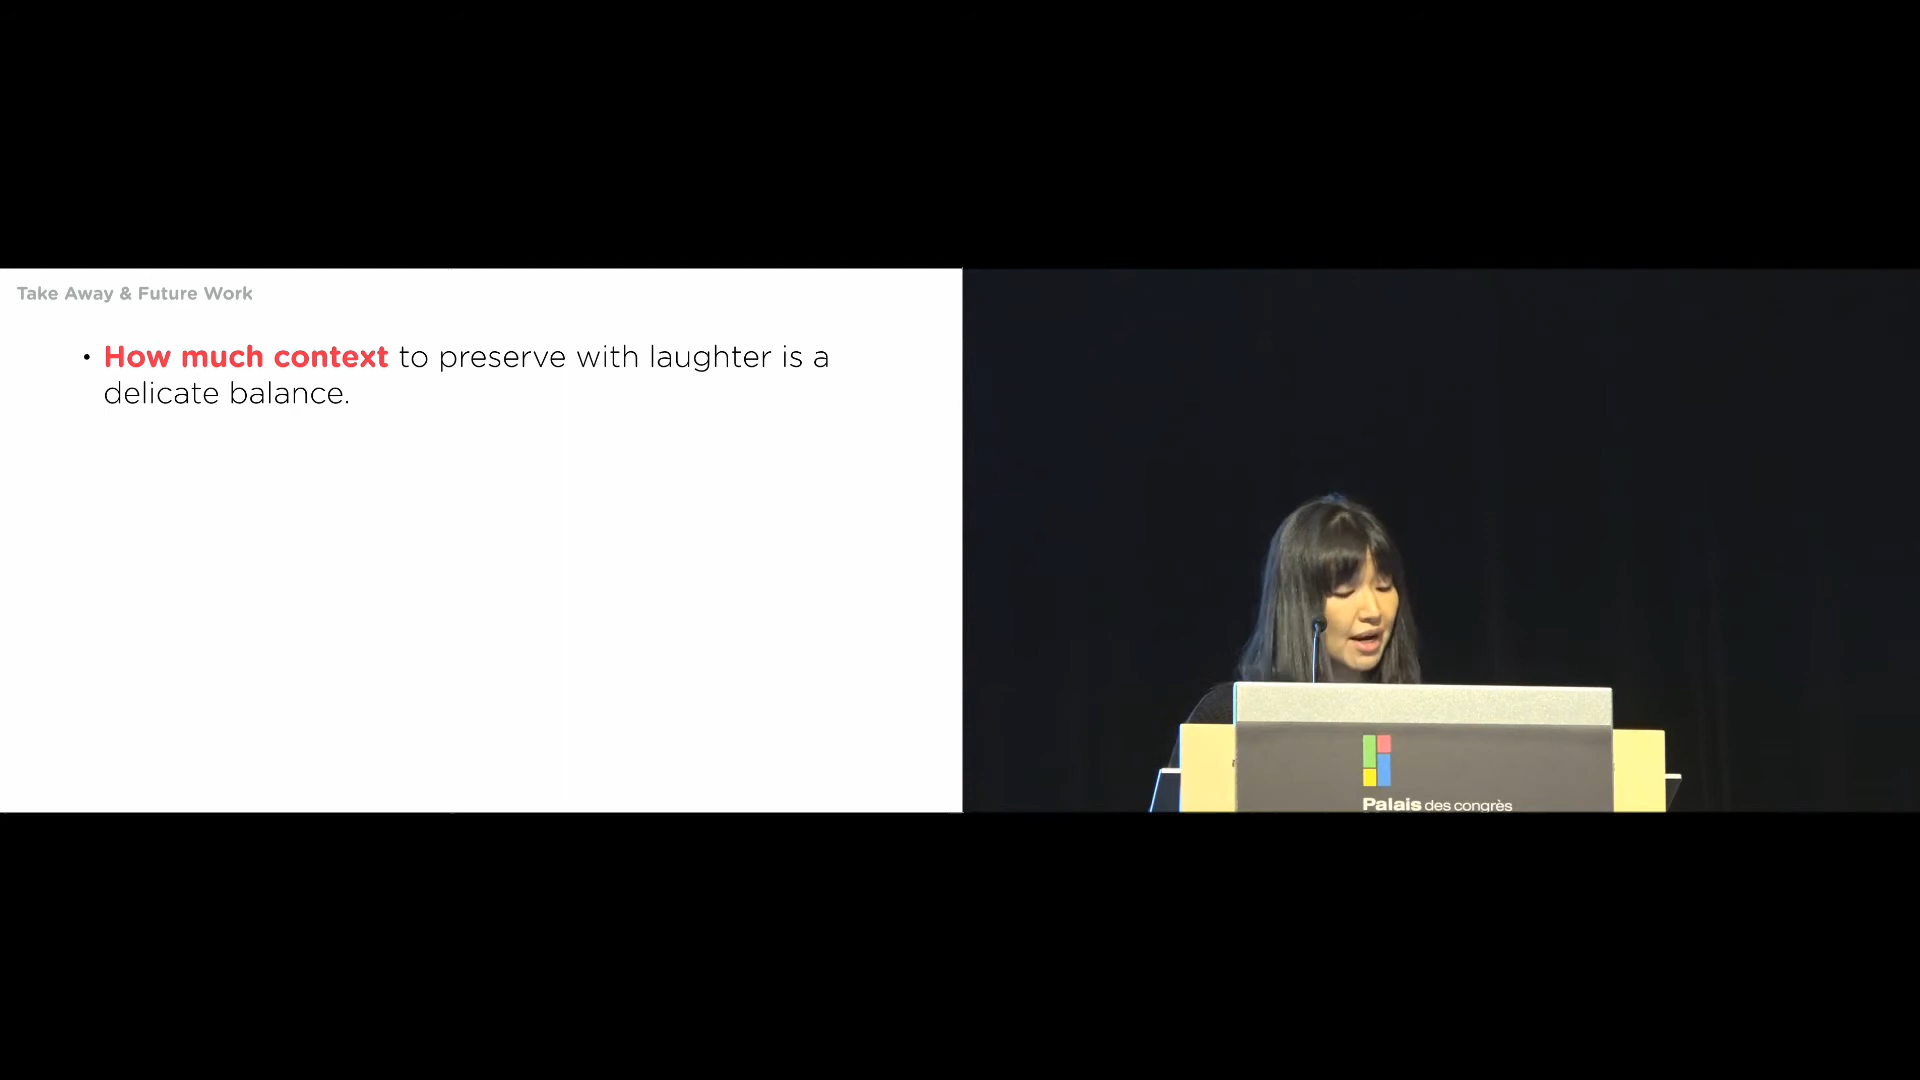 Take Away & Future Work
• How much context to preserve with laughter is a
delicate balance.
Palais des congrès